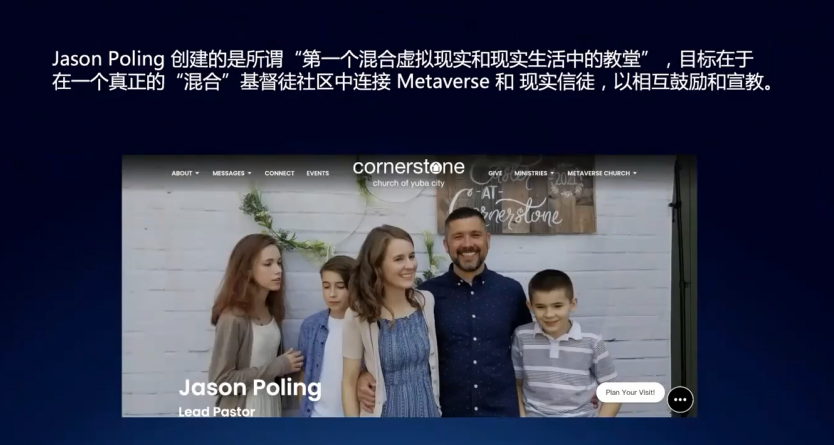 Jason Poling 创建的是所谓“第一个混合虚拟现实和现实生活中的教堂”，目标在于
在一个真正的“混合”基督徒社区中连接 Metaverse 和 现实信徒，以相互鼓励和宣教。
cornerstone
church of yuba city
ABOUT MESSAGES CONNECT EVENTS
GIVE MINISTRIES METAVERSE CHURCH
Easter 2021
-AT-
Cornerstone
Jason Poling
Lead Pastor
Plan Your Visit!